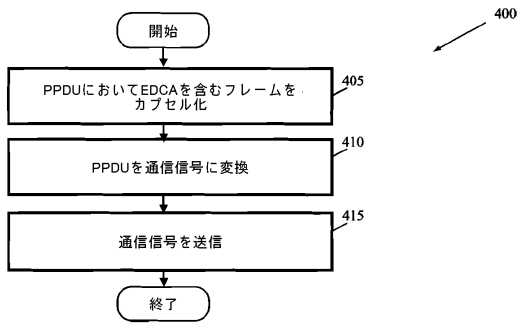 400
開始
PPDUにおいてEDCAを含むフレームを
カプセル化
405
PPDUを通信信号に変換
410
通信信号を送信
415
終了